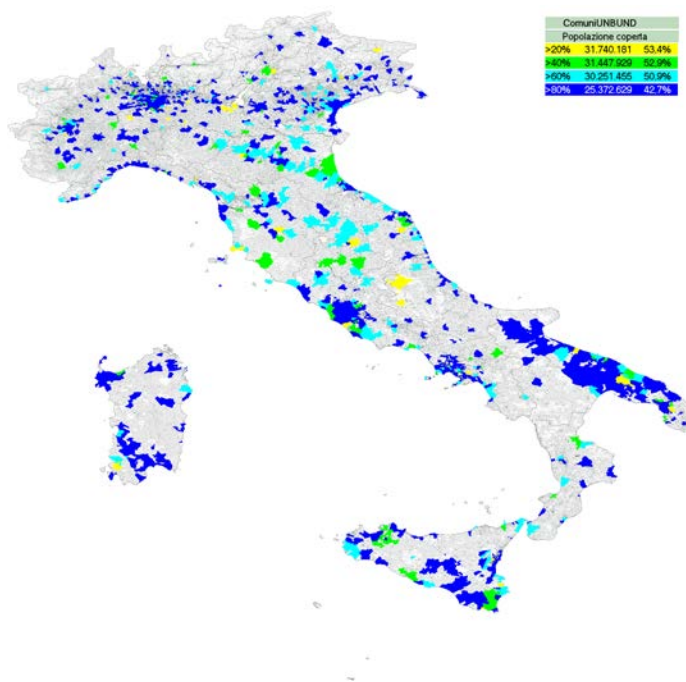 ComuniUNBUND
Popolazione coperta
>20% 31.740.181 53,4%
>40% 31.447.929 52,9%
>60% 30.251.455 50,9%
>80% 25.372.629 42,7%